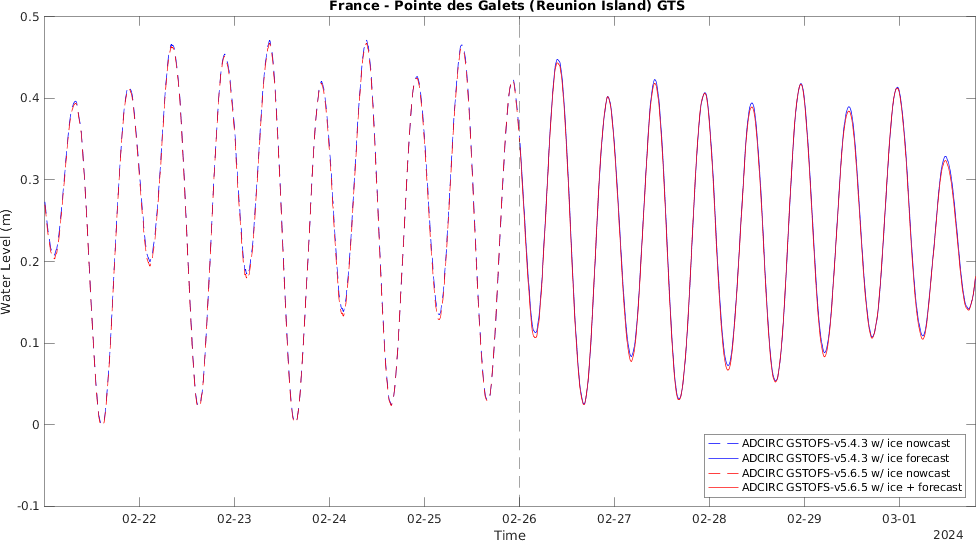 France - Pointe des Galets (Reunion Island) GTS
0.5
0.4
0.3
0.2
0.1
0
-0.1
Water Level (m)
02-22 02-23 02-24 02-25 02-26 02-27 02-28 02-29 03-01
Time
2024
ADCIRC GSTOFS-v5.4.3 w/ ice nowcast
ADCIRC GSTOFS-v5.4.3 w/ ice forecast
ADCIRC GSTOFS-v5.6.5 w/ ice nowcast
ADCIRC GSTOFS-v5.6.5 w/ ice + forecast